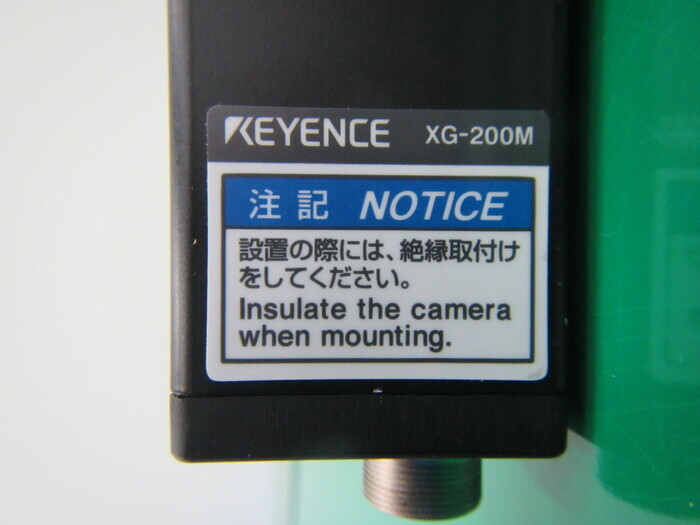 KEYENCE XG-200M
注記 NOTICE
設置の際には、絶縁取付け
をしてください。
Insulate the camera
when mounting.